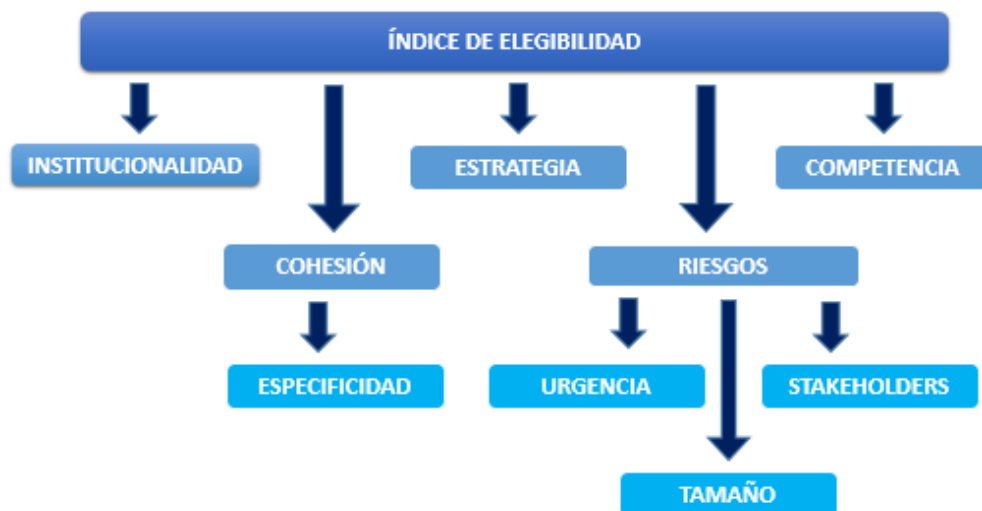 ÍNDICE DE ELEGIBILIDAD
INSTITUCIONALIDAD
ESTRATEGIA
COMPETENCIA
COHESIÓN
RIESGOS
ESPECIFICIDAD
URGENCIA
STAKEHOLDERS
TAMAÑO